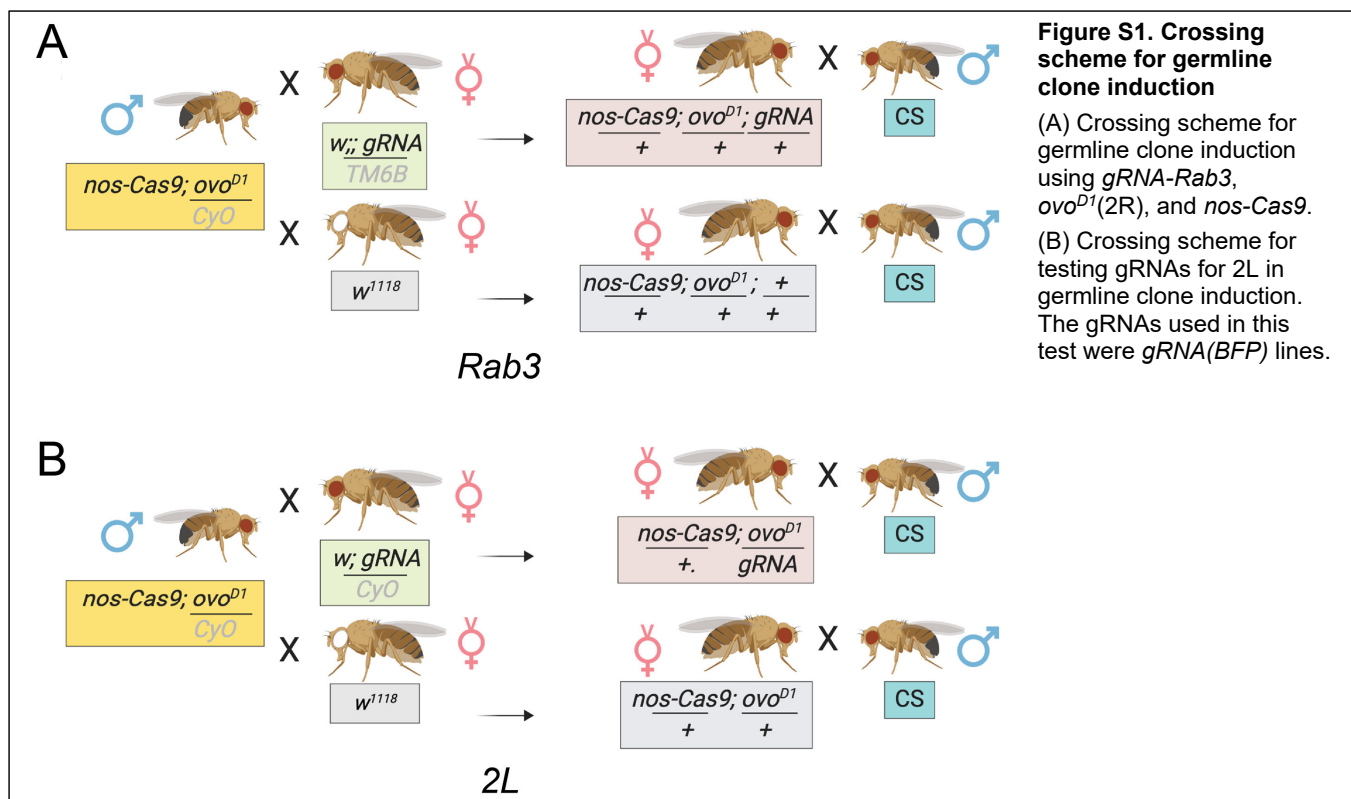 A
♂ X ☿ ☿ X ♂
nos-Cas9; ovoD1
CyO
w;; gRNA
TM6B
nos-Cas9; ovoD1; gRNA
+ + +
CS
X ☿ ☿ X ♂
w1118
nos-Cas9; ovoD1; +
+ + +
CS
Rab3
B
♂ X ☿ ☿ X ♂
nos-Cas9; ovoD1
CyO
w; gRNA
CyO
nos-Cas9; ovoD1
+. gRNA
CS
X ☿ ☿ X ♂
w1118
nos-Cas9; ovoD1
+ +
CS
2L
Figure S1. Crossing
scheme for germline
clone induction
(A) Crossing scheme for
germline clone induction
using gRNA-Rab3,
ovoD1(2R), and nos-Cas9.
(B) Crossing scheme for
testing gRNAs for 2L in
germline clone induction.
The gRNAs used in this
test were gRNA(BFP) lines.